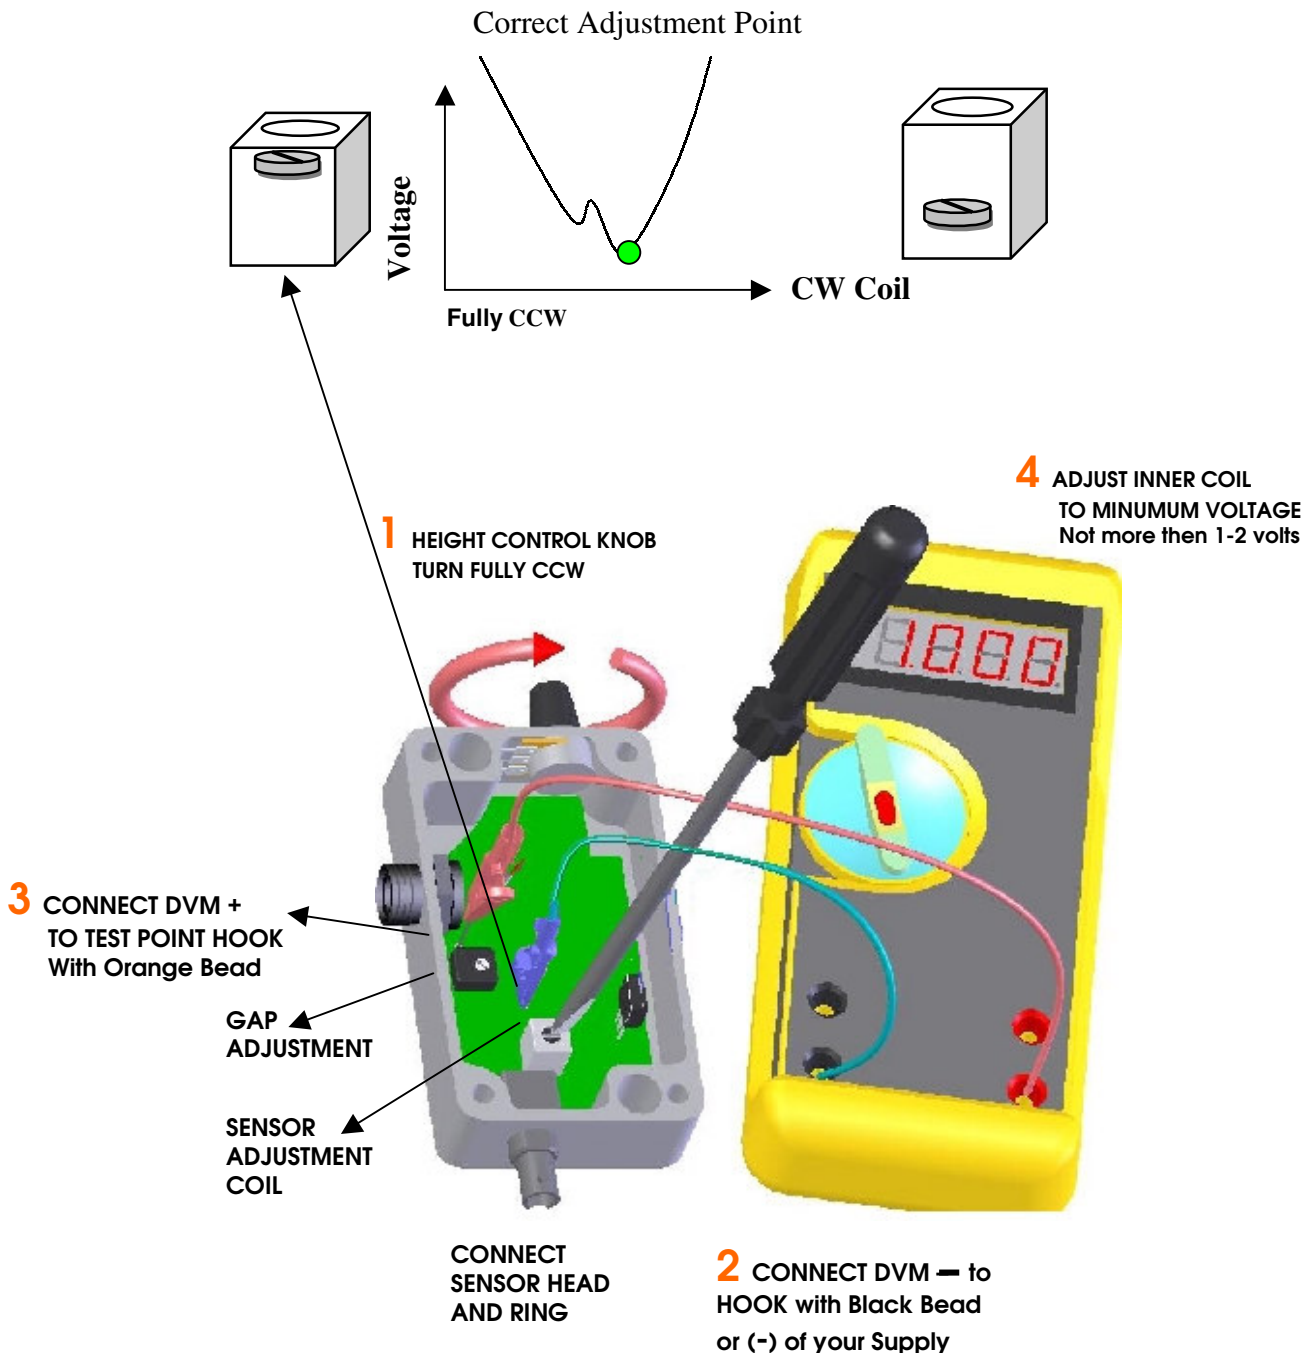 Correct Adjustment Point
Voltage
CW Coil
Fully CCW
4 ADJUST INNER COIL
TO MINUMUM VOLTAGE
Not more then 1-2 volts
1 HEIGHT CONTROL KNOB
TURN FULLY CCW
1.000
3 CONNECT DVM +
TO TEST POINT HOOK
With Orange Bead
GAP
ADJUSTMENT
SENSOR
ADJUSTMENT
COIL
CONNECT
SENSOR HEAD
AND RING
2 CONNECT DVM — to
HOOK with Black Bead
or (-) of your Supply